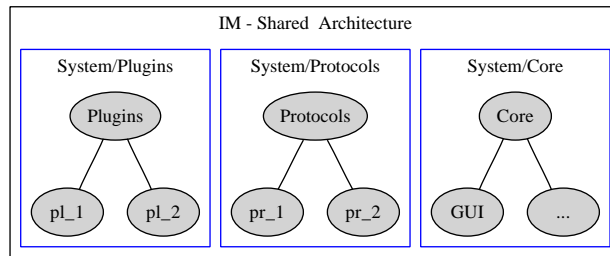 IM - Shared Architecture
System/Plugins
System/Protocols
System/Core
Plugins
Protocols
Core
pl_1
pl_2
pr_1
pr_2
GUI
...